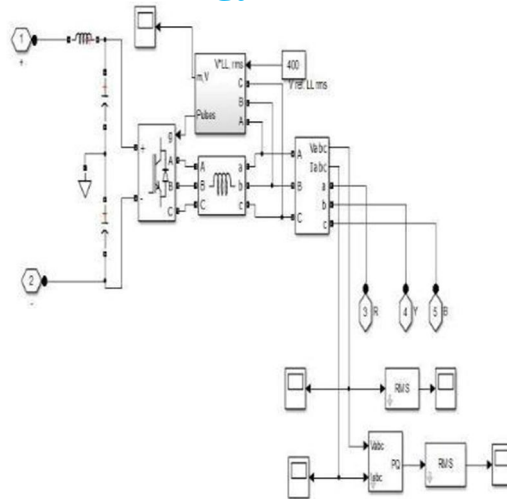 1
+
V*LL, rms
m,V
C
B
Pulses
A
400
V ref. LL rms
g
+
A
B
C
-
A
B
C
a
b
c
A
B
C
Vabc
Iabc
a
b
c
2
-
3
R
4
Y
5
B
RMS
Vabc
Iabc
PQ
RMS